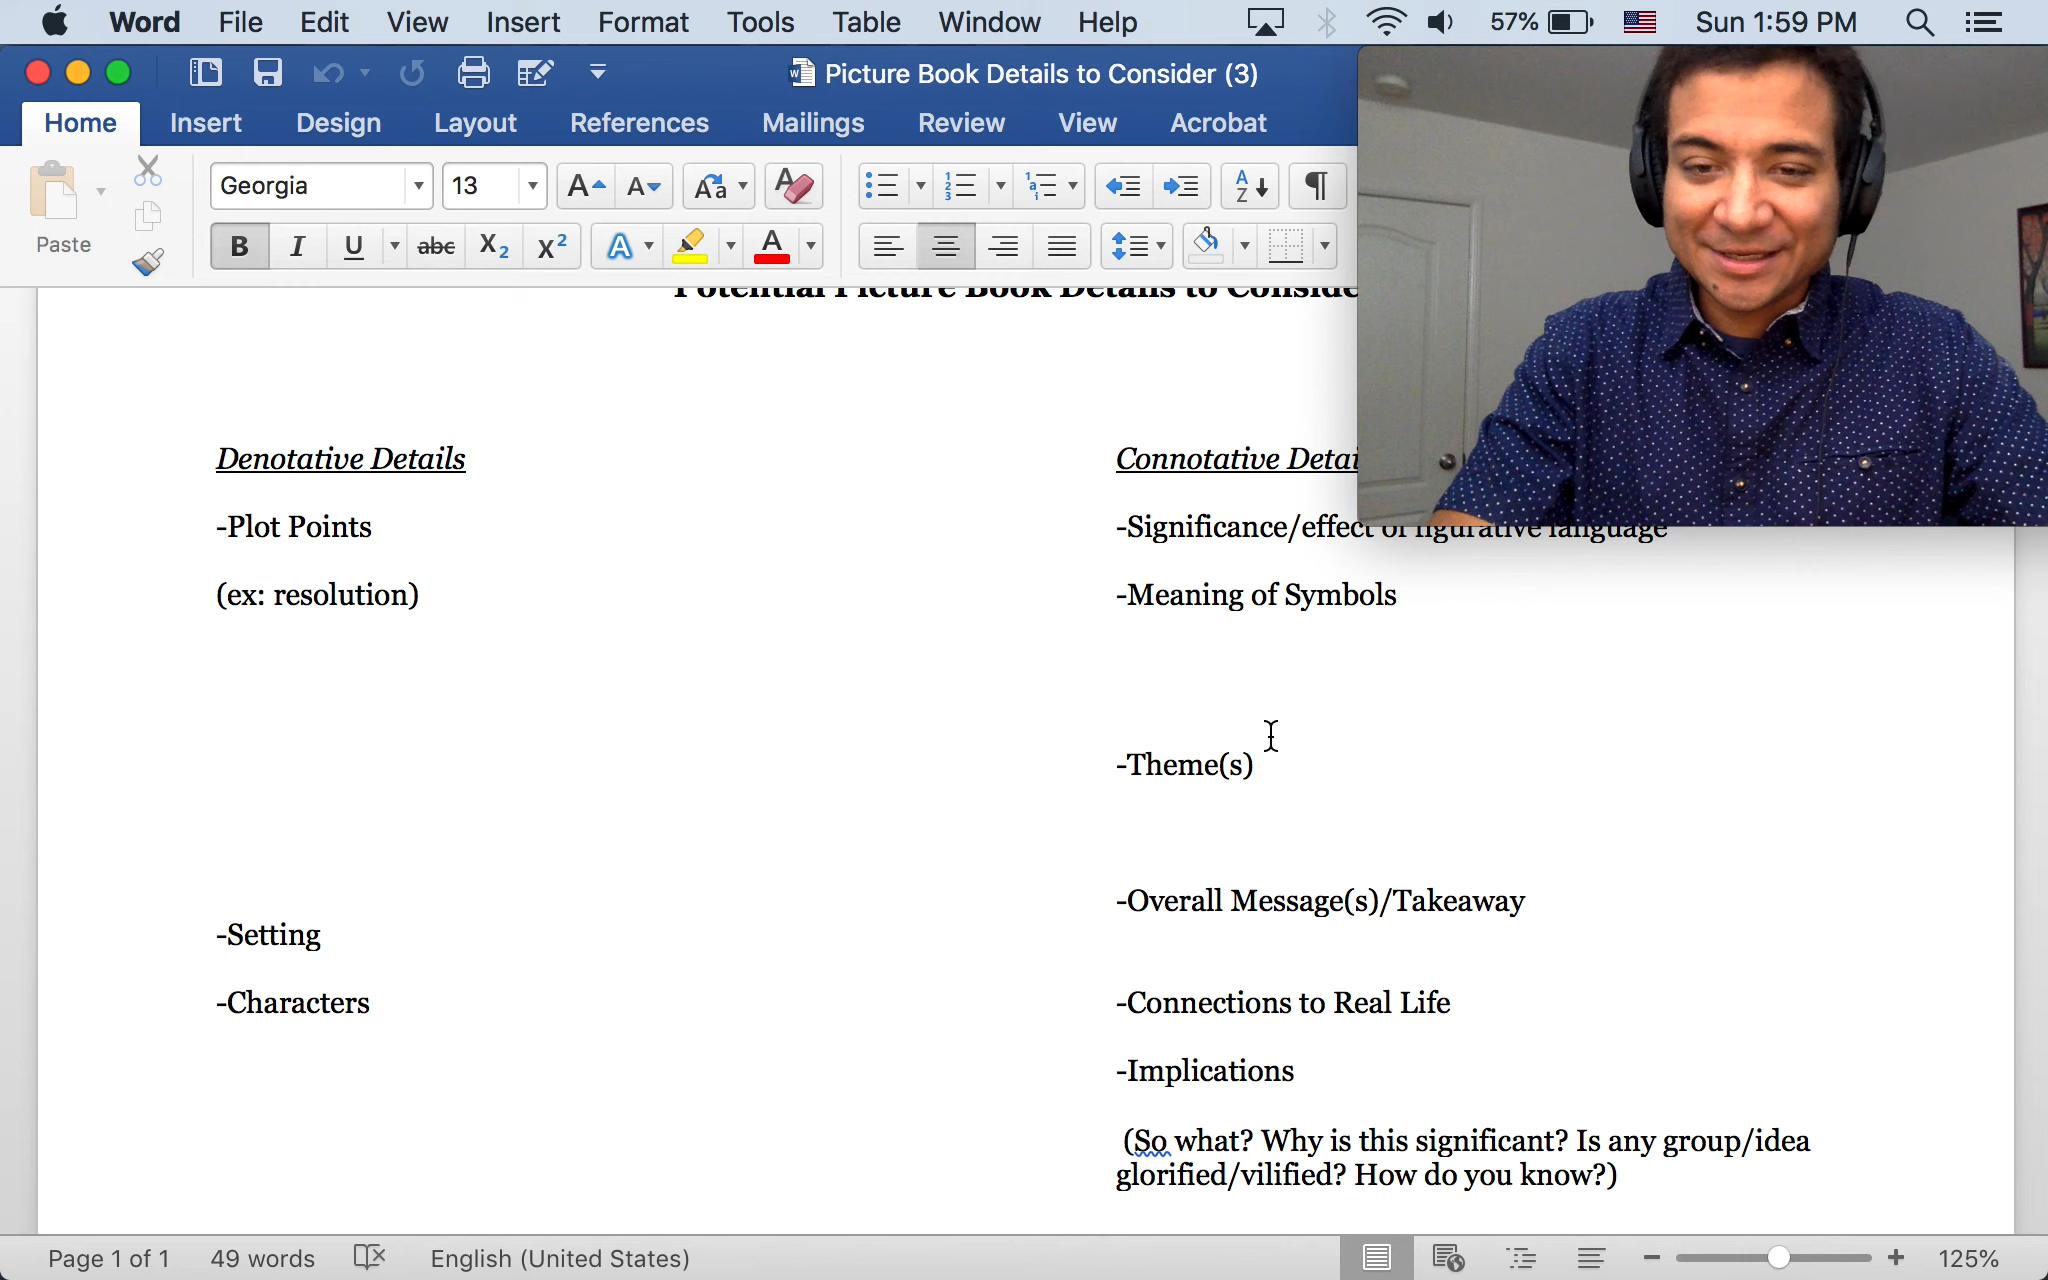 Word File Edit View Insert Format Tools Table Window Help 57% Sun 1:59 PM
Picture Book Details to Consider (3)
Home Insert Design Layout References Mailings Review View Acrobat
Paste
Georgia 13
B I U abc X2 X2 A A
Potential Picture Book Details to
Denotative Details
-Plot Points
(ex: resolution)
-Setting
-Characters
Connotative
-Significance/effect of figurative language
-Meaning of Symbols
-Theme(s)
-Overall Message(s)/Takeaway
-Connections to Real Life
-Implications
(So what? Why is this significant? Is any group/idea
glorified/vilified? How do you know?)
Page 1 of 1 49 words English (United States) 125%